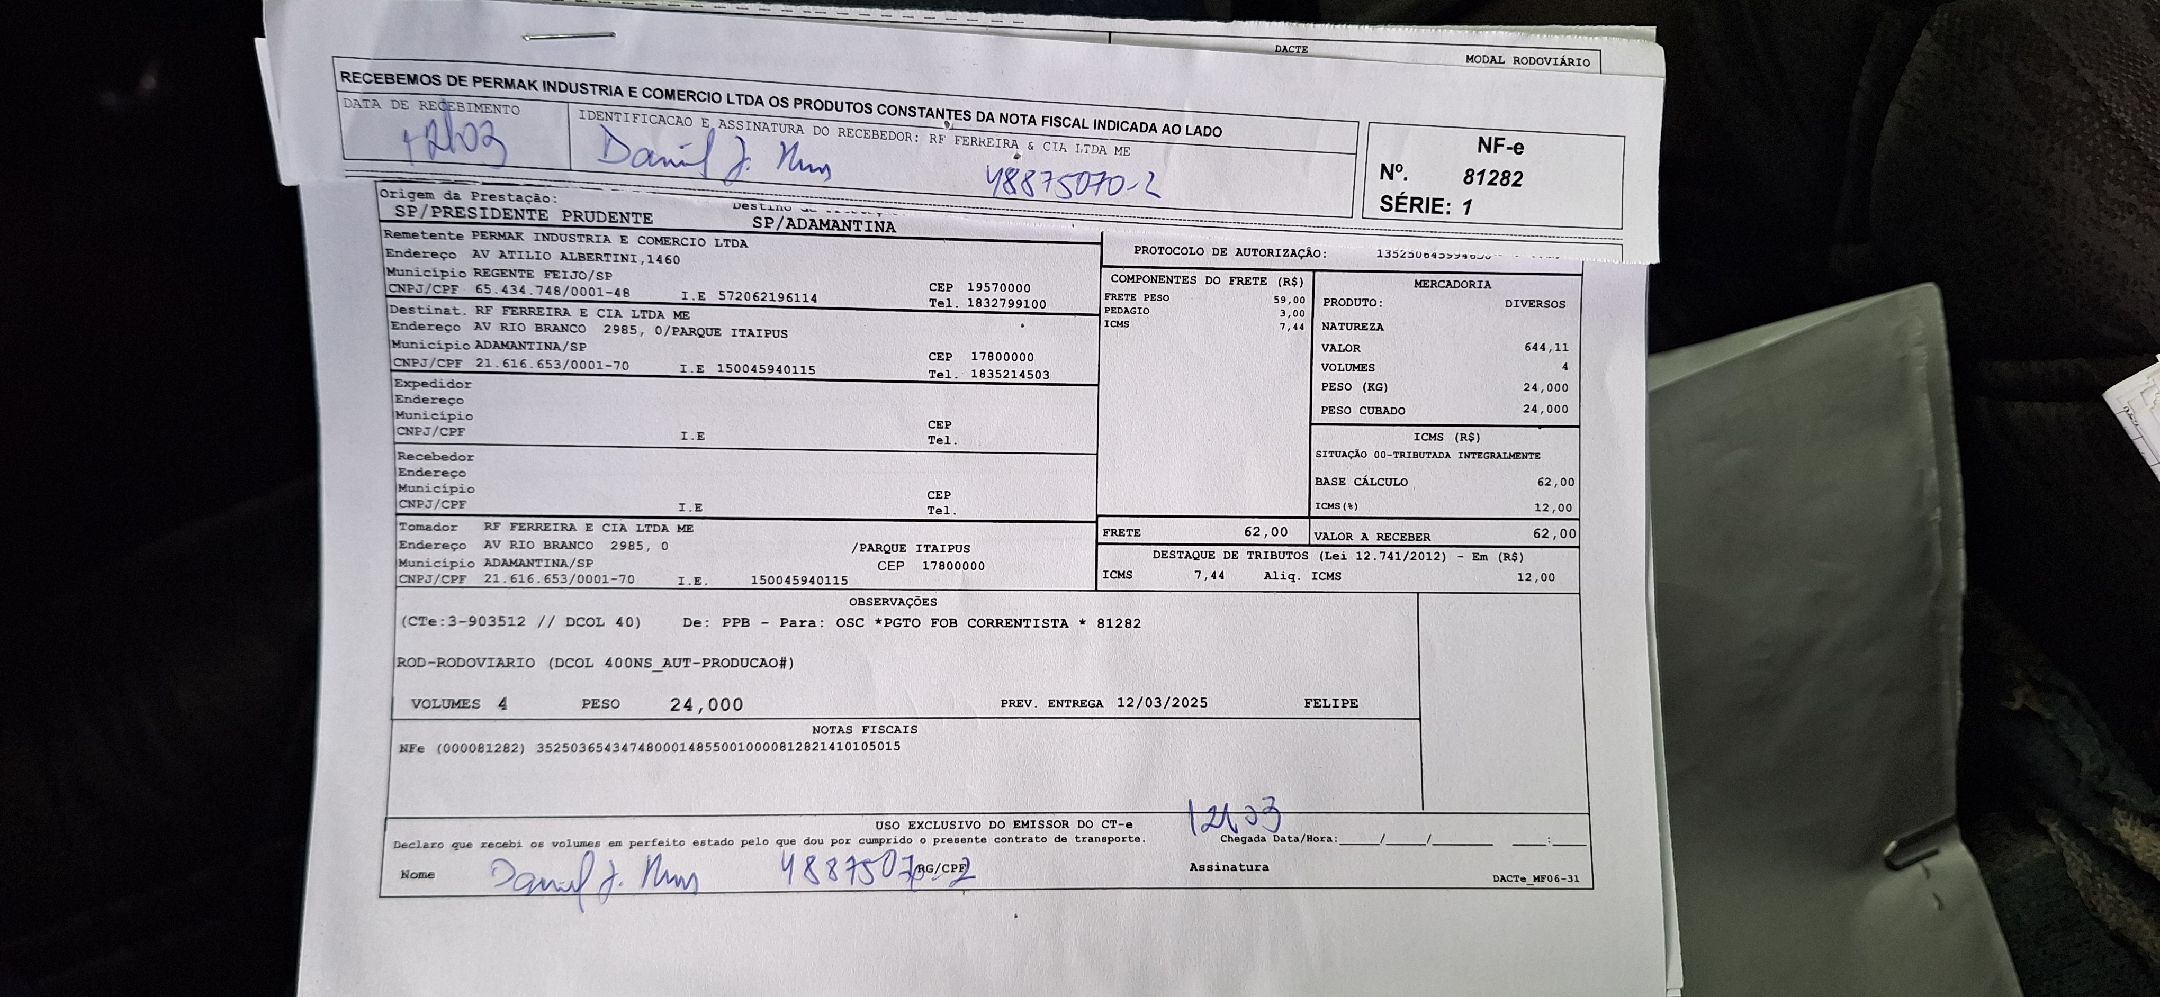 DACTE
MODAL RODOVIÁRIO
RECEBEMOS DE PERMAK INDUSTRIA E COMERCIO LTDA OS PRODUTOS CONSTANTES DA NOTA FISCAL INDICADA AO LADO
DATA DE RECEBIMENTO
12/03
IDENTIFICACAO E ASSINATURA DO RECEBEDOR: RF FERREIRA & CIA LTDA ME
48875070-2
NF-e
Nº. 81282
SÉRIE: 1
Origem da Prestação:
SP/PRESIDENTE PRUDENTE
SP/ADAMANTINA
Remetente PERMAK INDUSTRIA E COMERCIO LTDA
Endereço AV ATILIO ALBERTINI,1460
Município REGENTE FEIJO/SP
CEP 19570000
CNPJ/CPF 65.434.748/0001-48 I.E 572062196114 Tel. 1832799100
Destinat. RF FERREIRA E CIA LTDA ME
Endereço AV RIO BRANCO 2985, 0/PARQUE ITAIPUS
Município ADAMANTINA/SP CEP 17800000
CNPJ/CPF 21.616.653/0001-70 I.E 150045940115 Tel. 1835214503
Expedidor
Endereço
Município CEP
CNPJ/CPF I.E Tel.
Recebedor
Endereço
Município CEP
CNPJ/CPF I.E Tel.
Tomador RF FERREIRA E CIA LTDA ME
Endereço AV RIO BRANCO 2985, 0 /PARQUE ITAIPUS
Município ADAMANTINA/SP CEP 17800000
CNPJ/CPF 21.616.653/0001-70 I.E. 150045940115
PROTOCOLO DE AUTORIZAÇÃO:
COMPONENTES DO FRETE (R$)
FRETE PESO 59,00
PEDAGIO 3,00
ICMS 7,44
MERCADORIA
PRODUTO: DIVERSOS
NATUREZA
VALOR 644,11
VOLUMES 4
PESO (KG) 24,000
PESO CUBADO 24,000
ICMS (R$)
SITUAÇÃO 00-TRIBUTADA INTEGRALMENTE
BASE CÁLCULO 62,00
ICMS(%) 12,00
FRETE 62,00 VALOR A RECEBER 62,00
DESTAQUE DE TRIBUTOS (Lei 12.741/2012) - Em (R$)
ICMS 7,44 Aliq. ICMS 12,00
OBSERVAÇÕES
(CTe:3-903512 // DCOL 40) De: PPB - Para: OSC *PGTO FOB CORRENTISTA * 81282
ROD-RODOVIARIO (DCOL 400NS_AUT-PRODUCAO#)
VOLUMES 4 PESO 24,000 PREV. ENTREGA 12/03/2025 FELIPE
NOTAS FISCAIS
NFe (000081282) 35250365434748000148550010000812821410105015
USO EXCLUSIVO DO EMISSOR DO CT-e
12/03
Declaro que recebi os volumes em perfeito estado pelo que dou por cumprido o presente contrato de transporte. Chegada Data/Hora:_____/_____/_______ ____:____
Nome 48875070-2 RG/CPF Assinatura
DACTe_MF06-31